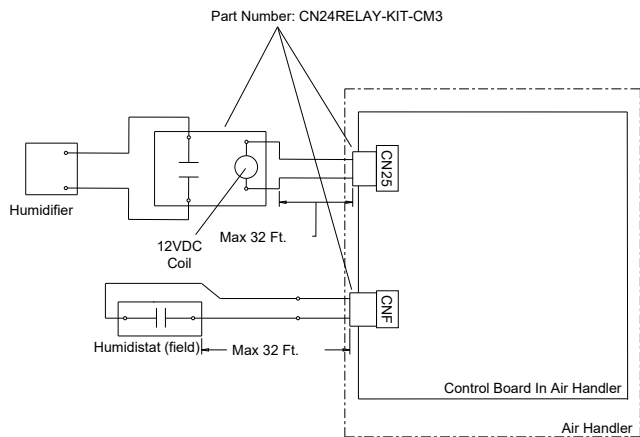 Part Number: CN24RELAY-KIT-CM3
CN25
Humidifier
Max 32 Ft.
12VDC
Coil
CNF
Humidistat (field)
Max 32 Ft.
Control Board In Air Handler
Air Handler